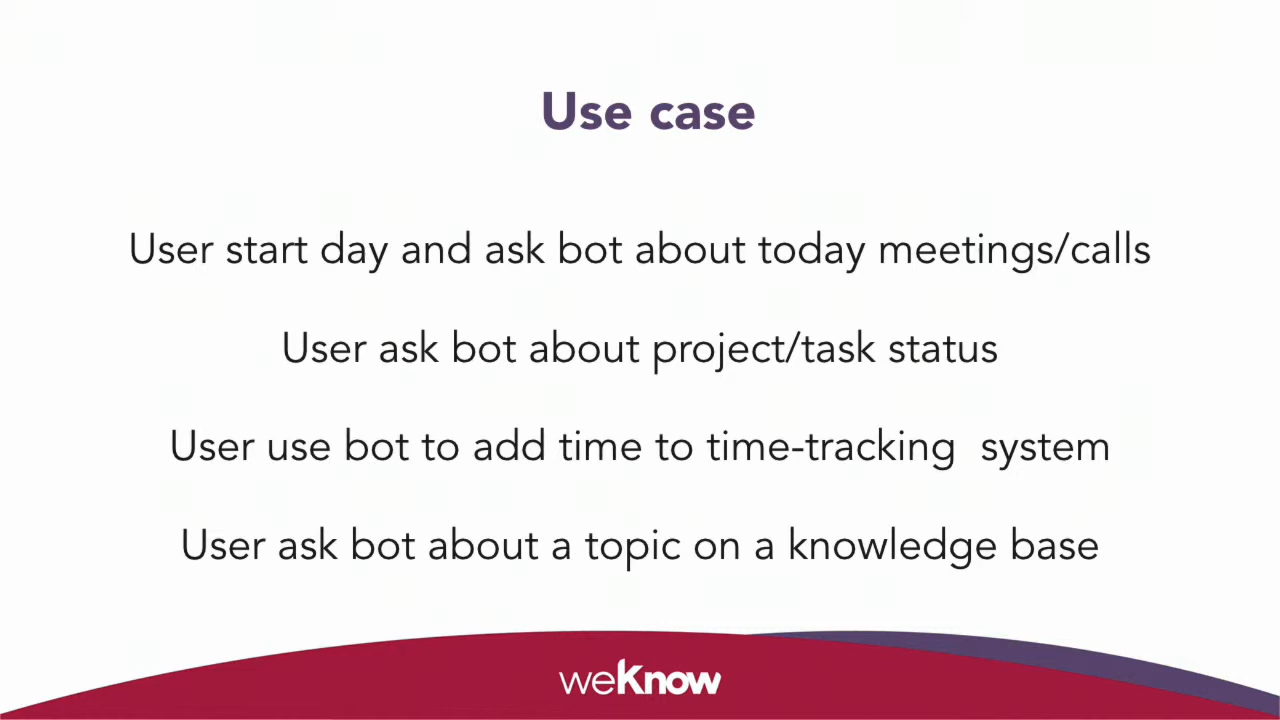 Use case
User start day and ask bot about today meetings/calls
User ask bot about project/task status
User use bot to add time to time-tracking  system
User ask bot about a topic on a knowledge base
weKnow